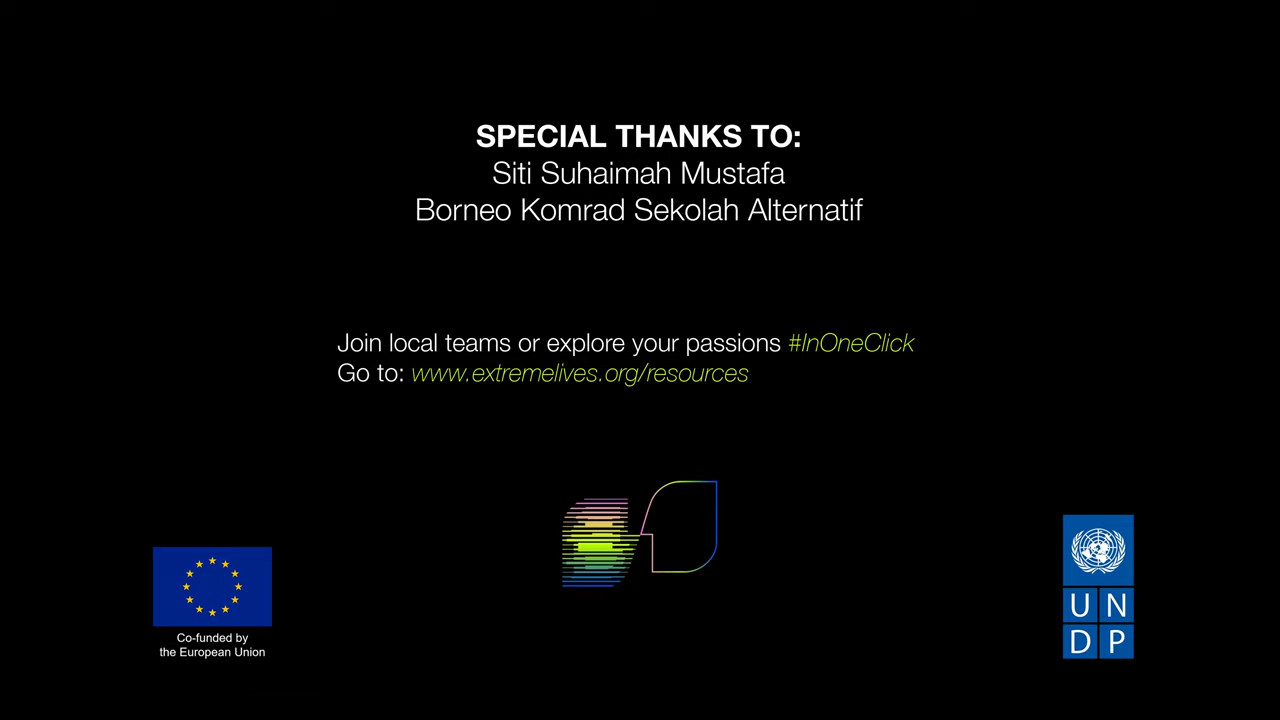 SPECIAL THANKS TO:
Siti Suhaimah Mustafa
Borneo Komrad Sekolah Alternatif
Join local teams or explore your passions #InOneClick
Go to: www.extremelives.org/resources
Co-funded by
the European Union
U N
D P